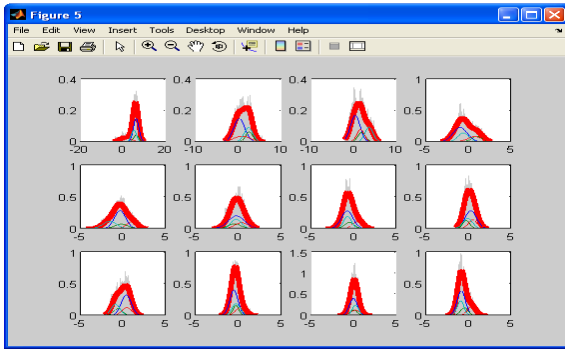 Figure 5
File Edit View Insert Tools Desktop Window Help
0.4 0.4 0.4 1
0.2 0.2 0.2 0.5
0 0 0 0
-20 0 20 -10 0 10 -10 0 10 -5 0 5
1 1 1 1
0.5 0.5 0.5 0.5
0 0 0 0
-5 0 5 -5 0 5 -5 0 5 -5 0 5
1 1 1.5 1
0.5 0.5 1 0.5
0.5
0 0 0 0
-5 0 5 -5 0 5 -5 0 5 -5 0 5